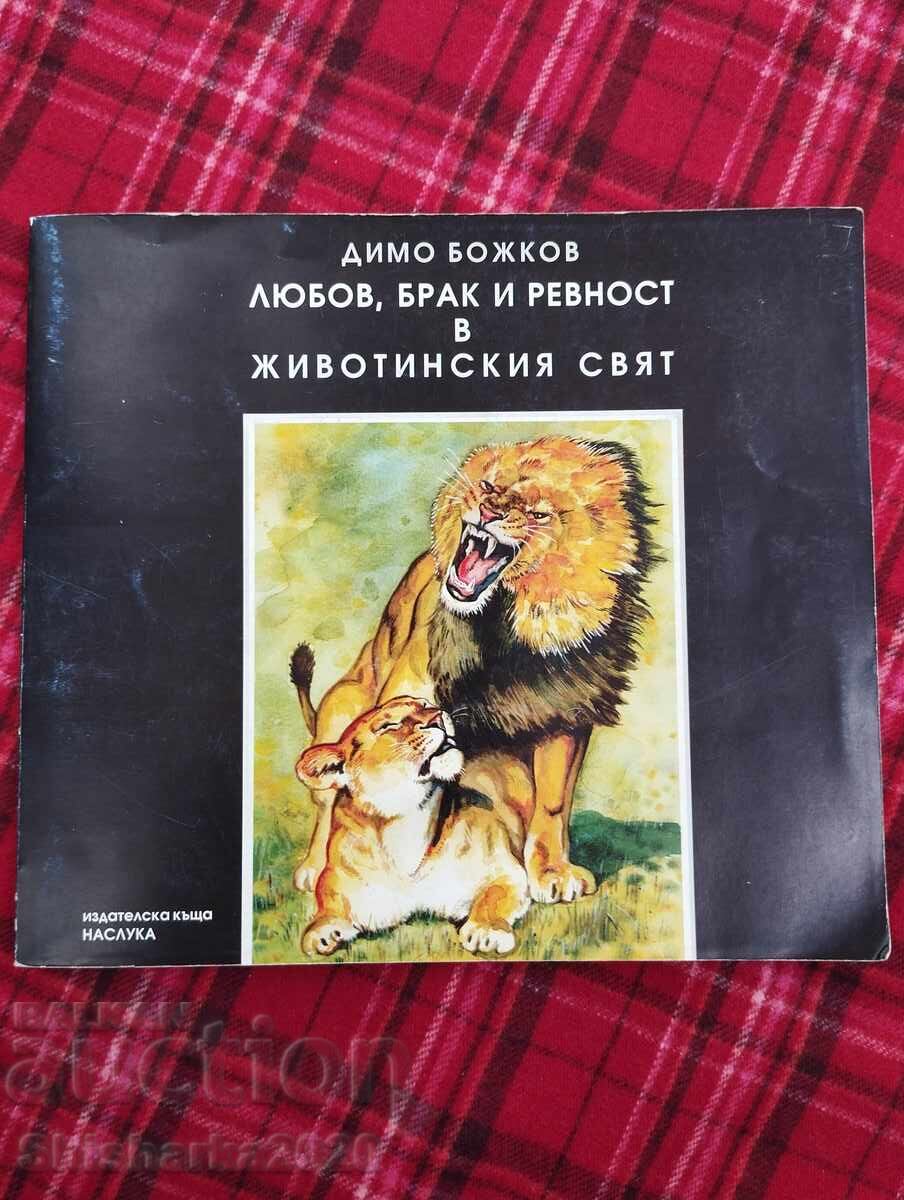 ДИМО БОЖКОВ
ЛЮБОВ, БРАК И РЕВНОСТ
В
ЖИВОТИНСКИЯ СВЯТ
издателска къща
НАСЛУКА
BALKAN
auction
Shisharka2020